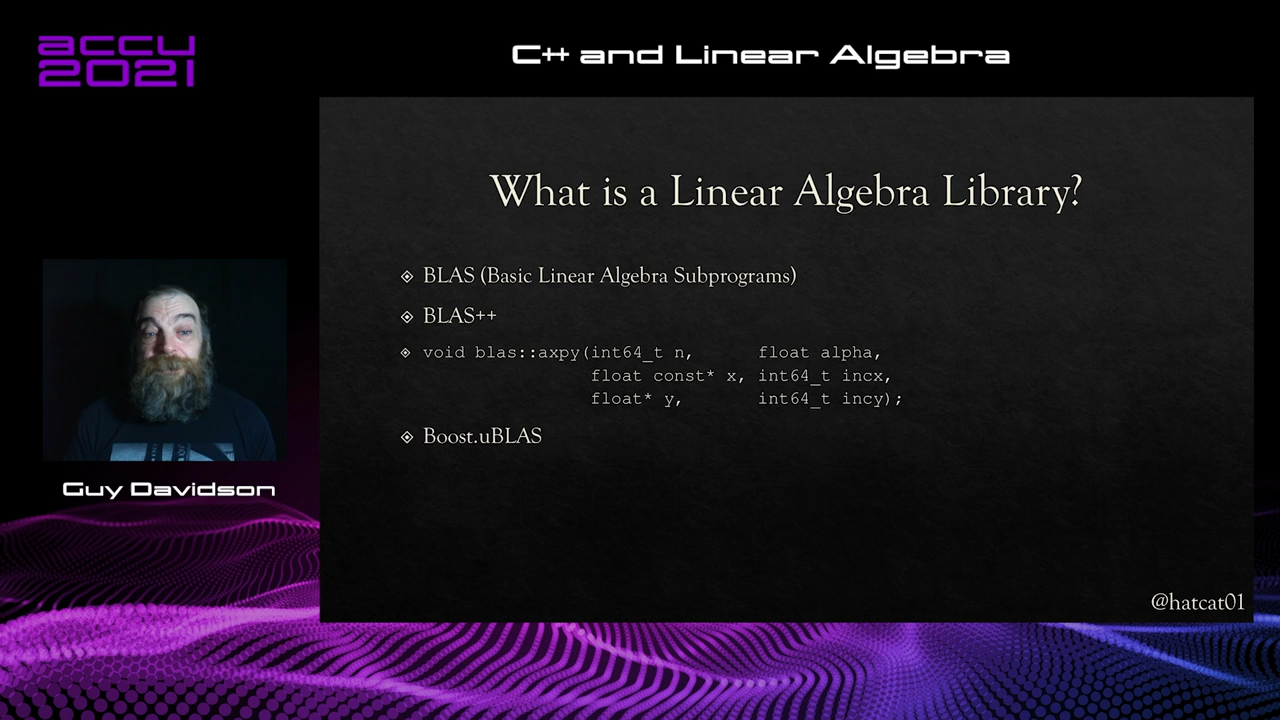 accu
2021
C++ and Linear Algebra
What is a Linear Algebra Library?
BLAS (Basic Linear Algebra Subprograms)
BLAS++
void blas::axpy(int64_t n, float alpha,
float const* x, int64_t incx,
float* y, int64_t incy);
Boost.uBLAS
Guy Davidson
@hatcat01